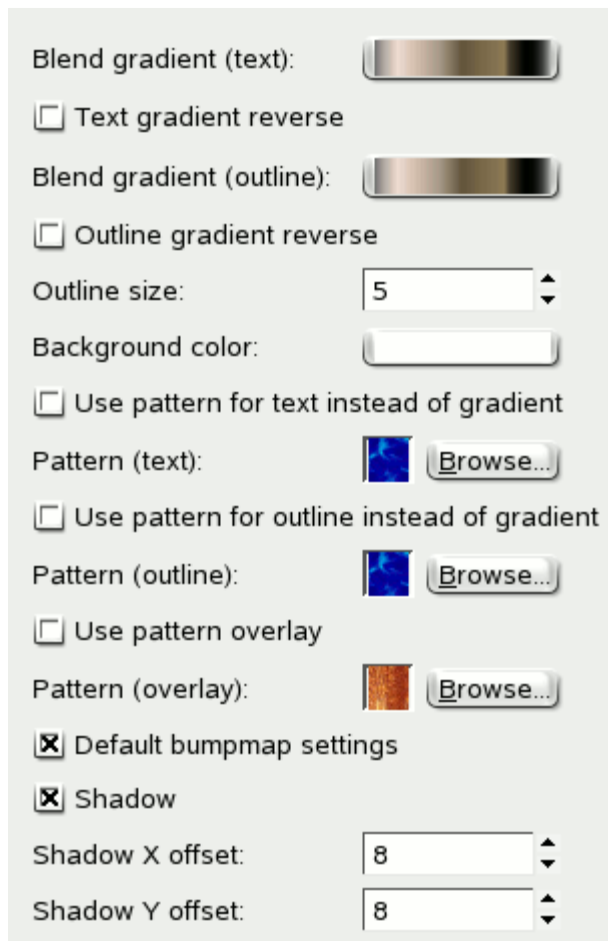 Blend gradient (text):
Text gradient reverse
Blend gradient (outline):
Outline gradient reverse
Outline size: 5
Background color:
Use pattern for text instead of gradient
Pattern (text): Browse...
Use pattern for outline instead of gradient
Pattern (outline): Browse...
Use pattern overlay
Pattern (overlay): Browse...
Default bumpmap settings
Shadow
Shadow X offset: 8
Shadow Y offset: 8